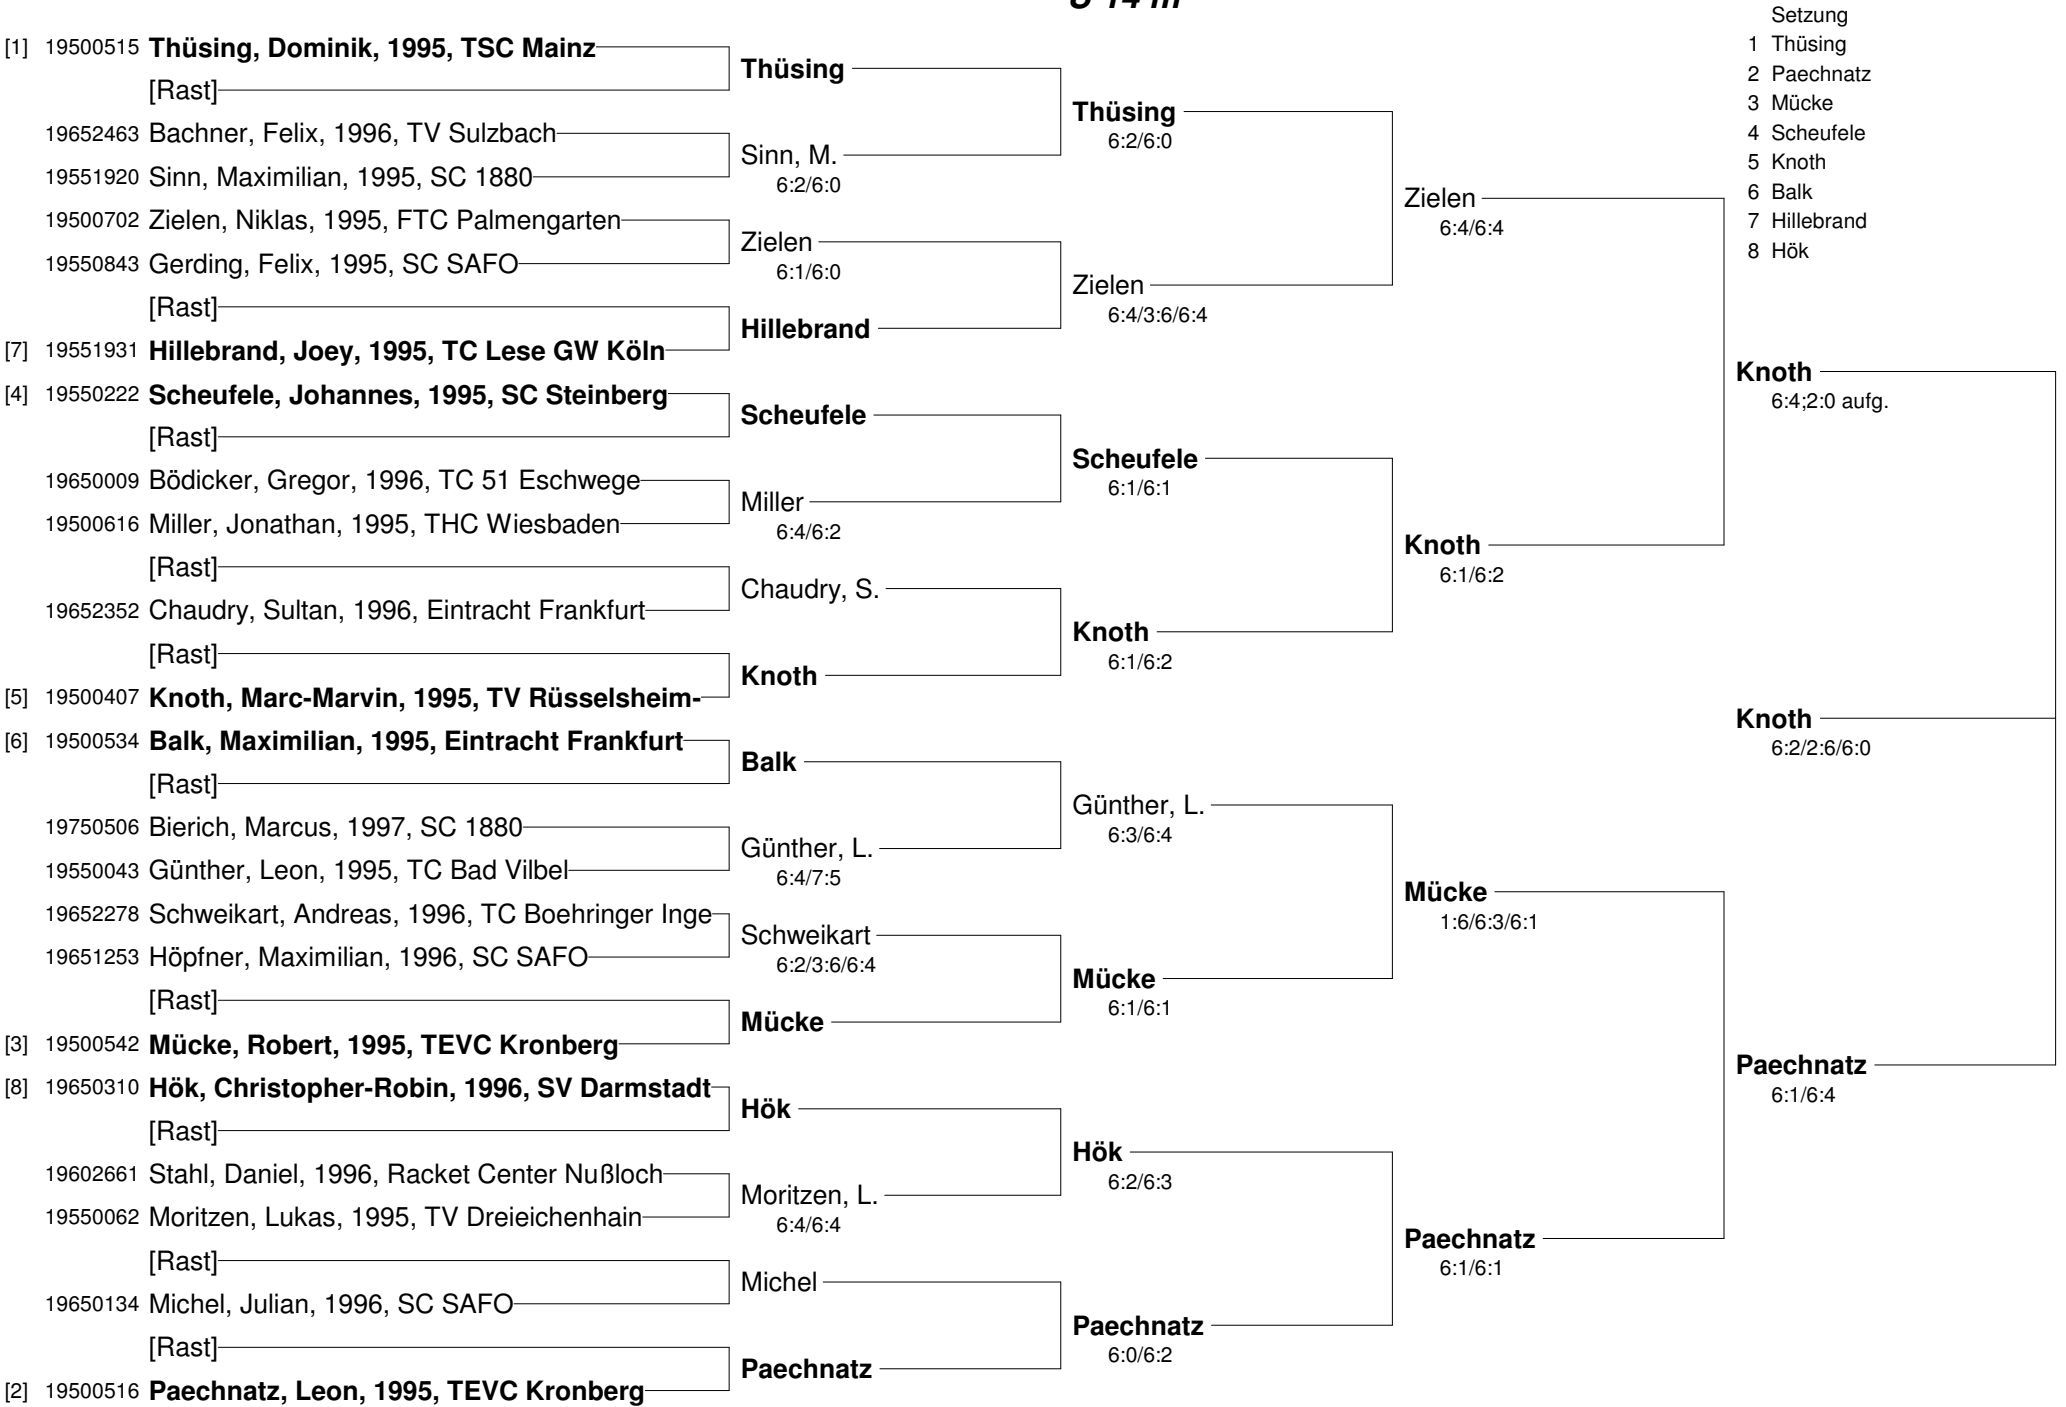 U 14 m
Setzung
1 Thüsing
2 Paechnatz
3 Mücke
4 Scheufele
5 Knoth
6 Balk
7 Hillebrand
8 Hök
[1] 19500515 Thüsing, Dominik, 1995, TSC Mainz
[Rast]
19652463 Bachner, Felix, 1996, TV Sulzbach
19551920 Sinn, Maximilian, 1995, SC 1880
19500702 Zielen, Niklas, 1995, FTC Palmengarten
19550843 Gerding, Felix, 1995, SC SAFO
[Rast]
[7] 19551931 Hillebrand, Joey, 1995, TC Lese GW Köln
[4] 19550222 Scheufele, Johannes, 1995, SC Steinberg
[Rast]
19650009 Bödicker, Gregor, 1996, TC 51 Eschwege
19500616 Miller, Jonathan, 1995, THC Wiesbaden
[Rast]
19652352 Chaudry, Sultan, 1996, Eintracht Frankfurt
[Rast]
[5] 19500407 Knoth, Marc-Marvin, 1995, TV Rüsselsheim-
[6] 19500534 Balk, Maximilian, 1995, Eintracht Frankfurt
[Rast]
19750506 Bierich, Marcus, 1997, SC 1880
19550043 Günther, Leon, 1995, TC Bad Vilbel
19652278 Schweikart, Andreas, 1996, TC Boehringer Inge
19651253 Höpfner, Maximilian, 1996, SC SAFO
[Rast]
[3] 19500542 Mücke, Robert, 1995, TEVC Kronberg
[8] 19650310 Hök, Christopher-Robin, 1996, SV Darmstadt
[Rast]
19602661 Stahl, Daniel, 1996, Racket Center Nußloch
19550062 Moritzen, Lukas, 1995, TV Dreieichenhain
[Rast]
19650134 Michel, Julian, 1996, SC SAFO
[Rast]
[2] 19500516 Paechnatz, Leon, 1995, TEVC Kronberg
Thüsing
Sinn, M.
6:2/6:0
Zielen
6:1/6:0
Hillebrand
Scheufele
Miller
6:4/6:2
Chaudry, S.
Knoth
Balk
Günther, L.
6:4/7:5
Schweikart
6:2/3:6/6:4
Mücke
Hök
Moritzen, L.
6:4/6:4
Michel
Paechnatz
Thüsing
6:2/6:0
Zielen
6:4/3:6/6:4
Scheufele
6:1/6:1
Knoth
6:1/6:2
Günther, L.
6:3/6:4
Mücke
6:1/6:1
Hök
6:2/6:3
Paechnatz
6:0/6:2
Zielen
6:4/6:4
Knoth
6:1/6:2
Mücke
1:6/6:3/6:1
Paechnatz
6:1/6:1
Knoth
6:4;2:0 aufg.
Knoth
6:2/2:6/6:0
Paechnatz
6:1/6:4